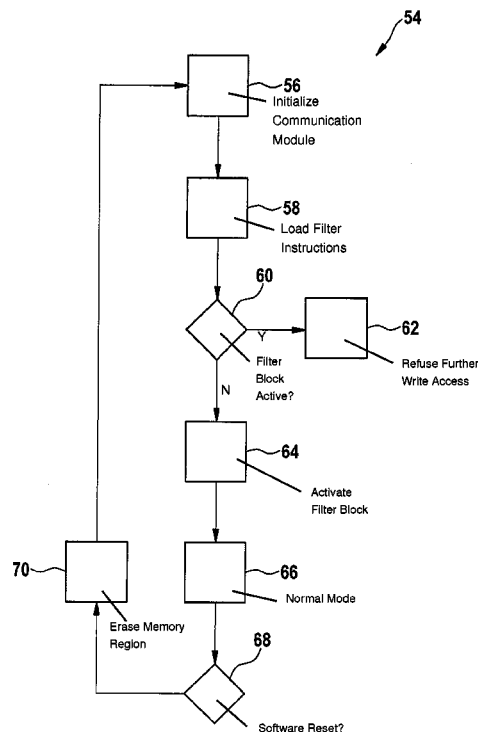 54
56
Initialize
Communication
Module
58
Load Filter
Instructions
60
Y
62
Filter
Block
Active?
Refuse Further
Write Access
N
64
Activate
Filter Block
70
66
Normal Mode
Erase Memory
Region
68
Software Reset?